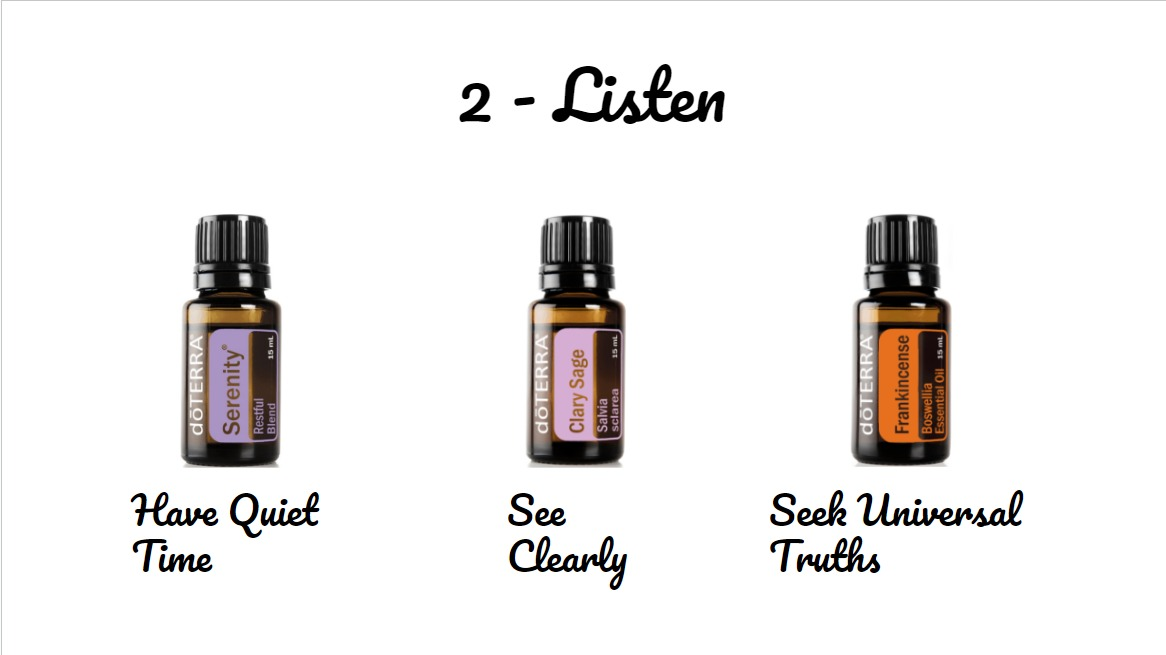 2 - Listen
dōTERRA
Serenity®
Restful
Blend
15 mL
dōTERRA
Clary Sage
Salvia
sclarea
15 mL
dōTERRA
Frankincense
Boswellia
Essential Oil
15 mL
Have Quiet
Time
See
Clearly
Seek Universal
Truths